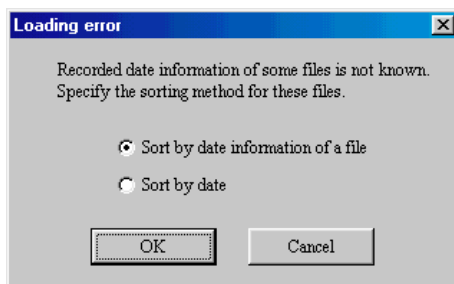 Loading error
Recorded date information of some files is not known.
Specify the sorting method for these files.
Sort by date information of a file
Sort by date
OK Cancel